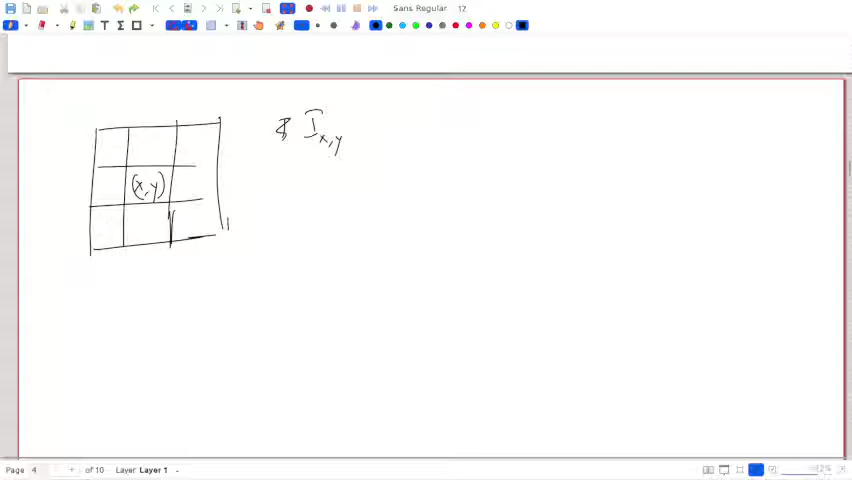 Sans Regular 12
I x,y
(x,y)
Page 4 of 10 Layer Layer 1